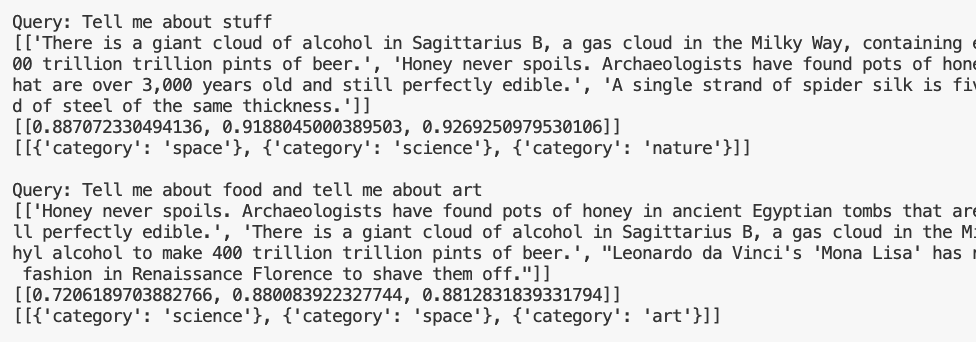 Query: Tell me about stuff
[['There is a giant cloud of alcohol in Sagittarius B, a gas cloud in the Milky Way, containing
00 trillion trillion pints of beer.', 'Honey never spoils. Archaeologists have found pots of
hat are over 3,000 years old and still perfectly edible.', 'A single strand of spider silk is
d of steel of the same thickness.']]
[[0.887072330494136, 0.9188045000389503, 0.9269250979530106]]
[[{'category': 'space'}, {'category': 'science'}, {'category': 'nature'}]]
Query: Tell me about food and tell me about art
[['Honey never spoils. Archaeologists have found pots of honey in ancient Egyptian tombs that are
ll perfectly edible.', 'There is a giant cloud of alcohol in Sagittarius B, a gas cloud in the
hyl alcohol to make 400 trillion trillion pints of beer.', "Leonardo da Vinci's 'Mona Lisa' has
fashion in Renaissance Florence to shave them off."]]
[[0.7206189703882766, 0.880083922327744, 0.8812831839331794]]
[[{'category': 'science'}, {'category': 'space'}, {'category': 'art'}]]